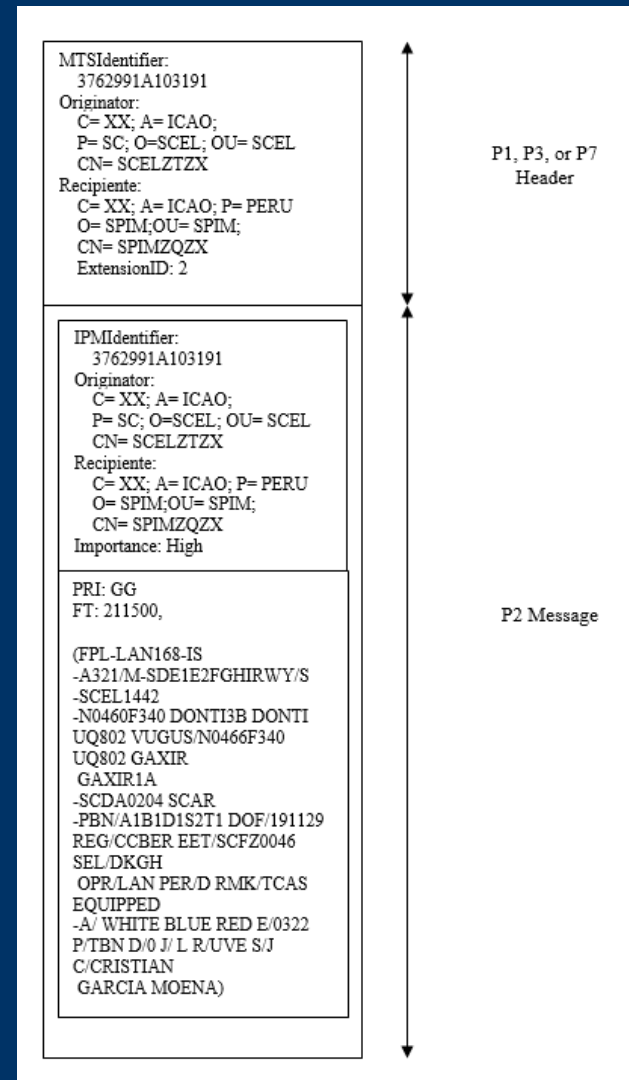 MTSIdentifier:
3762991A103191
Originator:
C= XX; A= ICAO;
P= SC; O=SCEL; OU= SCEL
CN= SCELZTZX
Recipiente:
C= XX; A= ICAO; P= PERU
O= SPIM;OU= SPIM;
CN= SPIMZQZX
ExtensionID: 2
P1, P3, or P7
Header
IPMIdentifier:
3762991A103191
Originator:
C= XX; A= ICAO;
P= SC; O=SCEL; OU= SCEL
CN= SCELZTZX
Recipiente:
C= XX; A= ICAO; P= PERU
O= SPIM;OU= SPIM;
CN= SPIMZQZX
Importance: High
PRI: GG
FT: 211500,
(FPL-LAN168-IS
-A321/M-SDE1E2FGHIRWY/S
-SCEL1442
-N0460F340 DONTI3B DONTI
UQ802 VUGUS/N0466F340
UQ802 GAXIR
GAXIR1A
-SCDA0204 SCAR
-PBN/A1B1D1S2T1 DOF/191129
REG/CCBER EET/SCFZ0046
SEL/DKGH
OPR/LAN PER/D RMK/TCAS
EQUIPPED
-A/ WHITE BLUE RED E/0322
P/TBN D/0 J/ L R/UVE S/J
C/CRISTIAN
GARCIA MOENA)
P2 Message